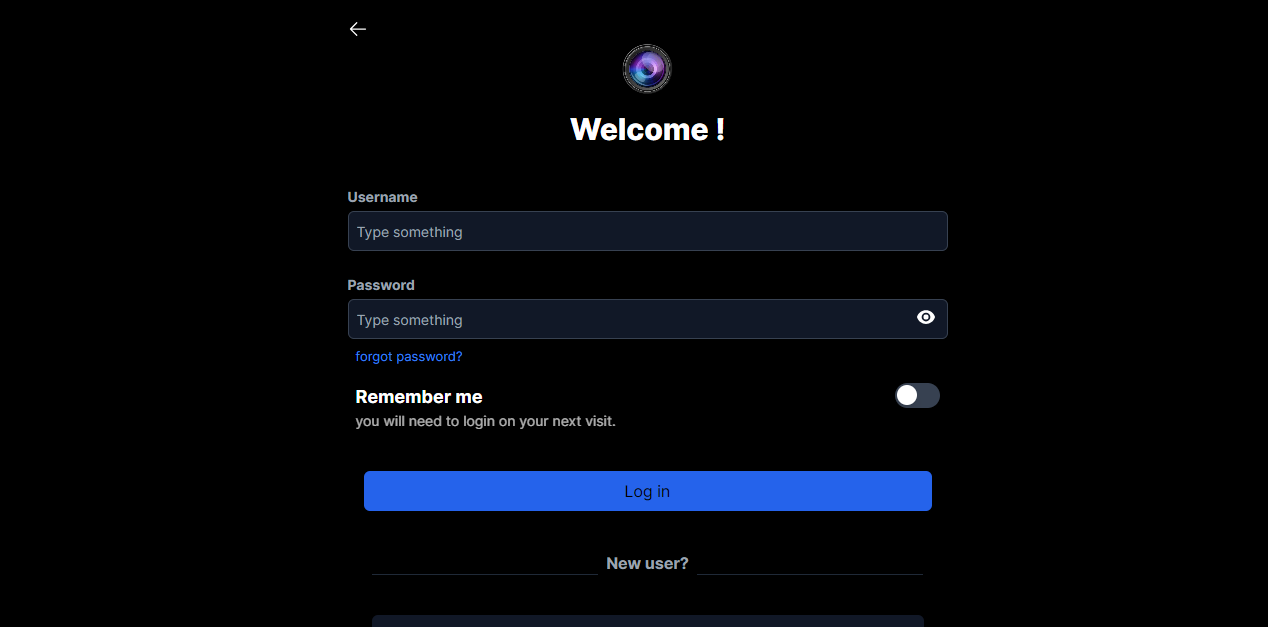 Welcome !
Username
Type something
Password
Type something
forgot password?
Remember me
you will need to login on your next visit.
Log in
New user?